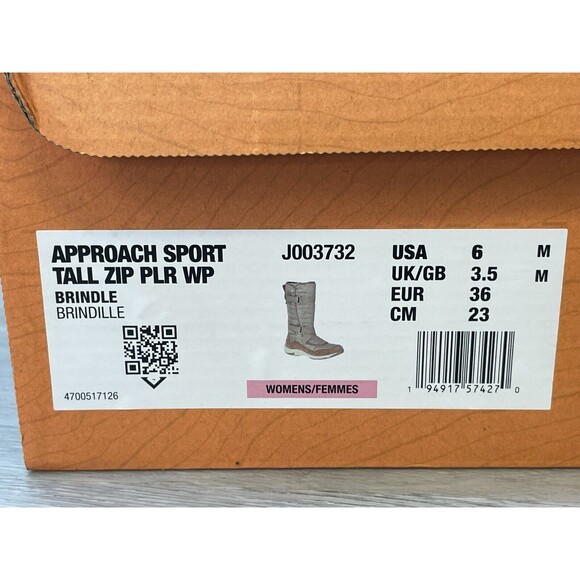 APPROACH SPORT
TALL ZIP PLR WP
BRINDLE
BRINDILLE
4700517126
J003732
WOMENS/FEMMES
USA 6 M
UK/GB 3.5 M
EUR 36
CM 23
1 94917 57427 0